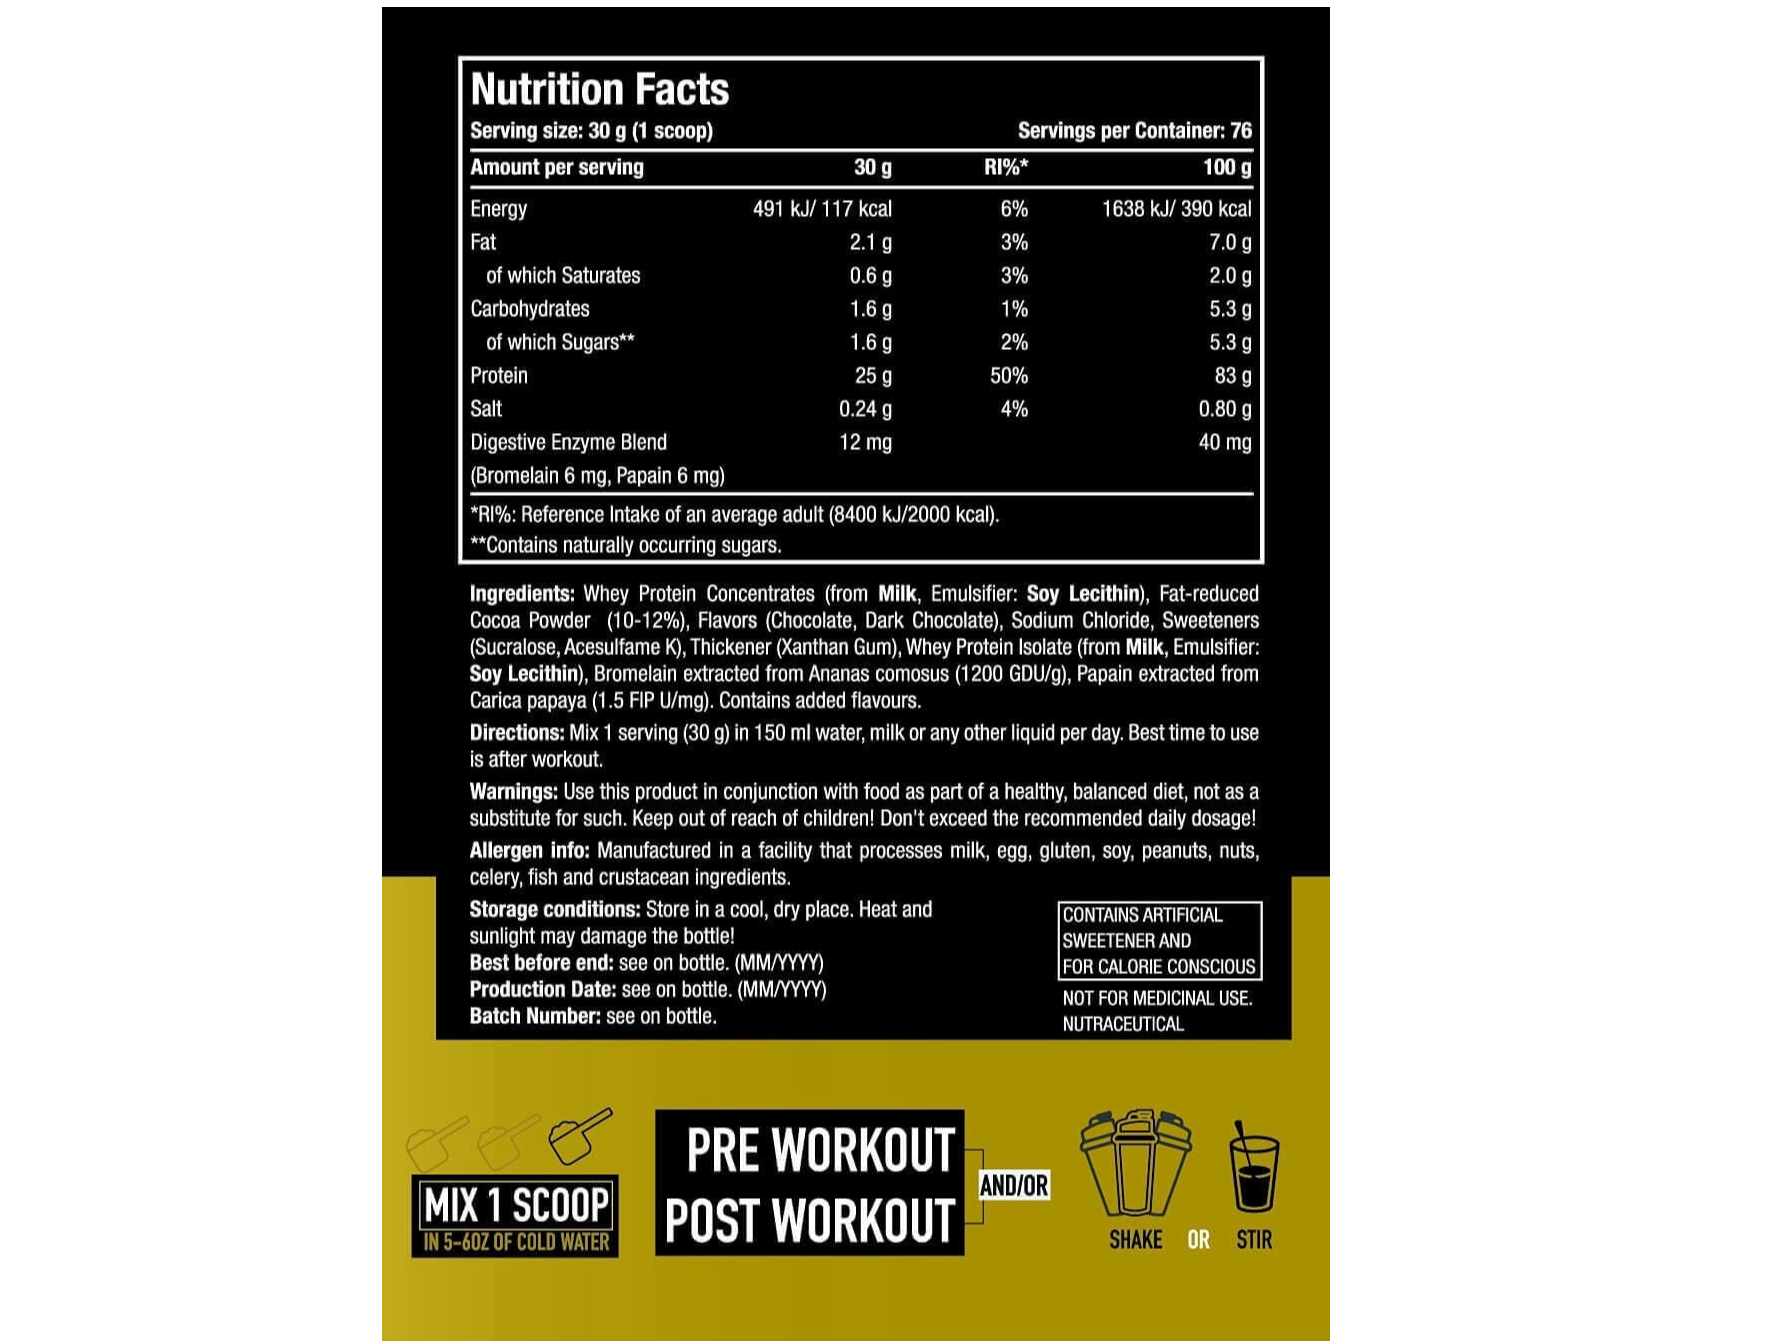 Nutrition Facts
Serving size: 30 g (1 scoop) Servings per Container: 76
Amount per serving 30 g RI%* 100 g
Energy 491 kJ/ 117 kcal 6% 1638 kJ/ 390 kcal
Fat 2.1 g 3% 7.0 g
of which Saturates 0.6 g 3% 2.0 g
Carbohydrates 1.6 g 1% 5.3 g
of which Sugars** 1.6 g 2% 5.3 g
Protein 25 g 50% 83 g
Salt 0.24 g 4% 0.80 g
Digestive Enzyme Blend 12 mg 40 mg
(Bromelain 6 mg, Papain 6 mg)
*RI%: Reference Intake of an average adult (8400 kJ/2000 kcal).
**Contains naturally occurring sugars.
Ingredients: Whey Protein Concentrates (from Milk, Emulsifier: Soy Lecithin), Fat-reduced
Cocoa Powder (10-12%), Flavors (Chocolate, Dark Chocolate), Sodium Chloride, Sweeteners
(Sucralose, Acesulfame K), Thickener (Xanthan Gum), Whey Protein Isolate (from Milk, Emulsifier:
Soy Lecithin), Bromelain extracted from Ananas comosus (1200 GDU/g), Papain extracted from
Carica papaya (1.5 FIP U/mg). Contains added flavours.
Directions: Mix 1 serving (30 g) in 150 ml water, milk or any other liquid per day. Best time to use
is after workout.
Warnings: Use this product in conjunction with food as part of a healthy, balanced diet, not as a
substitute for such. Keep out of reach of children! Don't exceed the recommended daily dosage!
Allergen info: Manufactured in a facility that processes milk, egg, gluten, soy, peanuts, nuts,
celery, fish and crustacean ingredients.
Storage conditions: Store in a cool, dry place. Heat and
sunlight may damage the bottle!
Best before end: see on bottle. (MM/YYYY)
Production Date: see on bottle. (MM/YYYY)
Batch Number: see on bottle.
CONTAINS ARTIFICIAL
SWEETENER AND
FOR CALORIE CONSCIOUS
NOT FOR MEDICINAL USE.
NUTRACEUTICAL
MIX 1 SCOOP
IN 5-6OZ OF COLD WATER
PRE WORKOUT
POST WORKOUT
AND/OR
SHAKE OR STIR